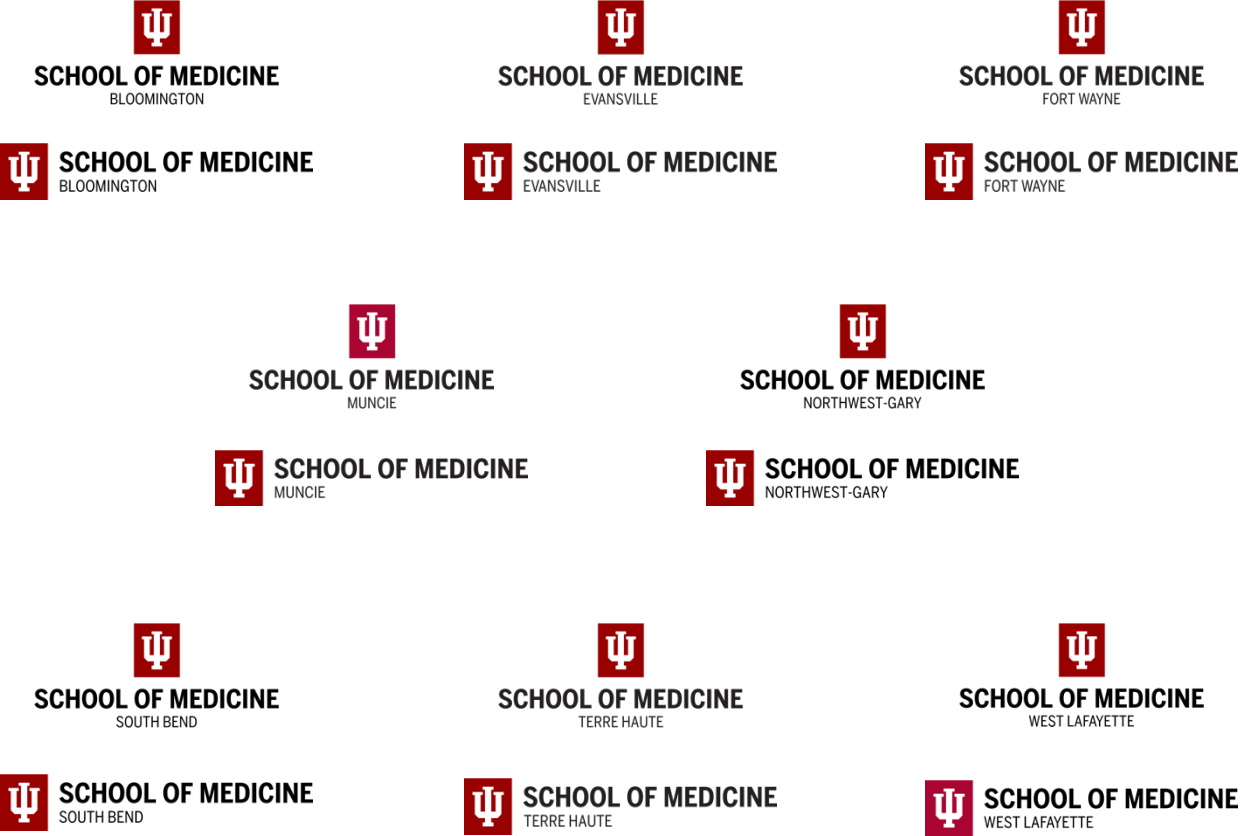 SCHOOL OF MEDICINE
BLOOMINGTON
SCHOOL OF MEDICINE
EVANSVILLE
SCHOOL OF MEDICINE
FORT WAYNE
SCHOOL OF MEDICINE
BLOOMINGTON
SCHOOL OF MEDICINE
EVANSVILLE
SCHOOL OF MEDICINE
FORT WAYNE
SCHOOL OF MEDICINE
MUNCIE
SCHOOL OF MEDICINE
NORTHWEST-GARY
SCHOOL OF MEDICINE
MUNCIE
SCHOOL OF MEDICINE
NORTHWEST-GARY
SCHOOL OF MEDICINE
SOUTH BEND
SCHOOL OF MEDICINE
TERRE HAUTE
SCHOOL OF MEDICINE
WEST LAFAYETTE
SCHOOL OF MEDICINE
SOUTH BEND
SCHOOL OF MEDICINE
TERRE HAUTE
SCHOOL OF MEDICINE
WEST LAFAYETTE